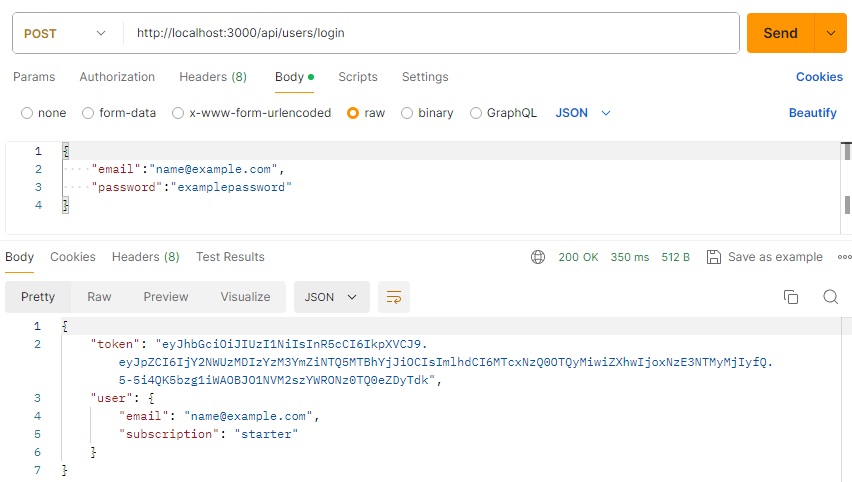 POST http://localhost:3000/api/users/login Send
Params Authorization Headers (8) Body Scripts Settings Cookies
none form-data x-www-form-urlencoded raw binary GraphQL JSON Beautify
1 {
2 "email":"name@example.com",
3 "password":"examplepassword"
4 }
Body Cookies Headers (8) Test Results 200 OK 350 ms 512 B Save as example
Pretty Raw Preview Visualize JSON
1 {
2 "token": "eyJhbGciOiJIUzI1NiIsInR5cCI6IkpXVCJ9.
eyJpZCI6IjY2NWUzMDIzYzM3YmZiNTQ5MTBhYjJiOCIsImlhdCI6MTcxNzQ0OTQyMiwiZXhwIjoxNzE3NTMyMjIyfQ.
5-5i4QK5bzg1iWAOBJO1NVM2szYWRONz0TQ0eZDyTdk",
3 "user": {
4 "email": "name@example.com",
5 "subscription": "starter"
6 }
7 }